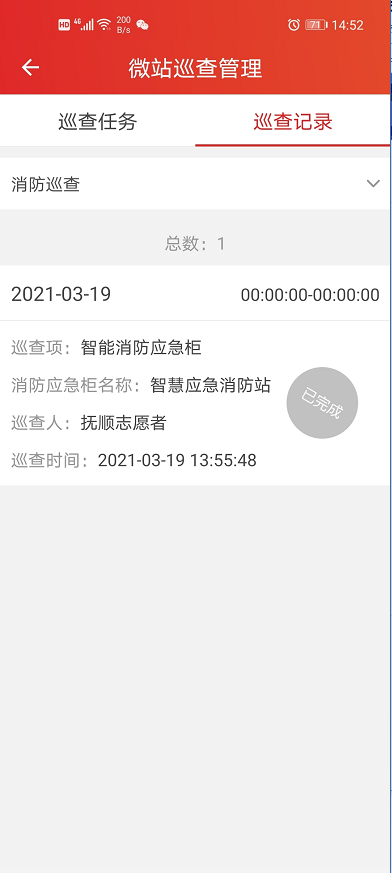 HD 4G 200 B/s 71 14:52
微站巡查管理
巡查任务 巡查记录
消防巡查
总数：1
2021-03-19 00:00:00-00:00:00
巡查项：智能消防应急柜
消防应急柜名称：智慧应急消防站
已完成
巡查人：抚顺志愿者
巡查时间：2021-03-19 13:55:48